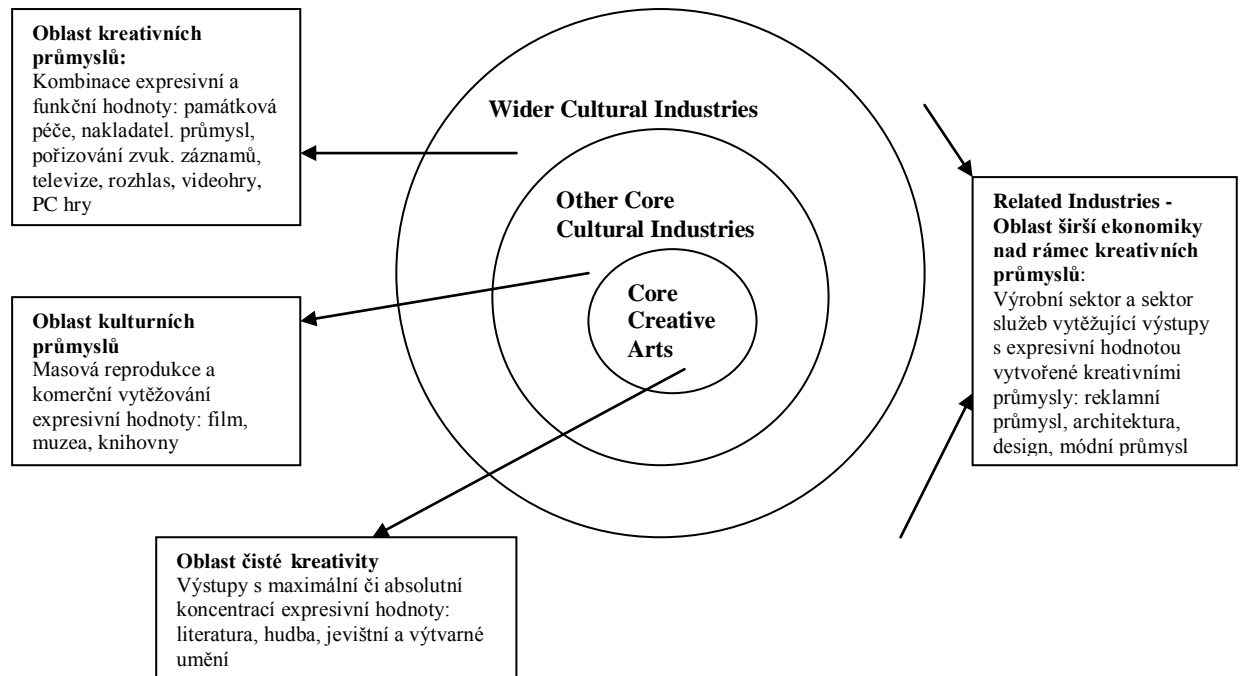 Oblast kreativních
průmyslů:
Kombinace expresivní a
funkční hodnoty: památková
péče, nakladatel. průmysl,
pořizování zvuk. záznamů,
televize, rozhlas, videohry,
PC hry
Wider Cultural Industries
Other Core
Cultural Industries
Core
Creative
Arts
Related Industries -
Oblast širší ekonomiky
nad rámec kreativních
průmyslů:
Výrobní sektor a sektor
služeb vytěžující výstupy
s expresivní hodnotou
vytvořené kreativními
průmysly: reklamní
průmysl, architektura,
design, módní průmysl
Oblast kulturních
průmyslů
Masová reprodukce a
komerční vytěžování
expresivní hodnoty: film,
muzea, knihovny
Oblast čisté kreativity
Výstupy s maximální či absolutní
koncentrací expresivní hodnoty:
literatura, hudba, jevištní a výtvarné
umění